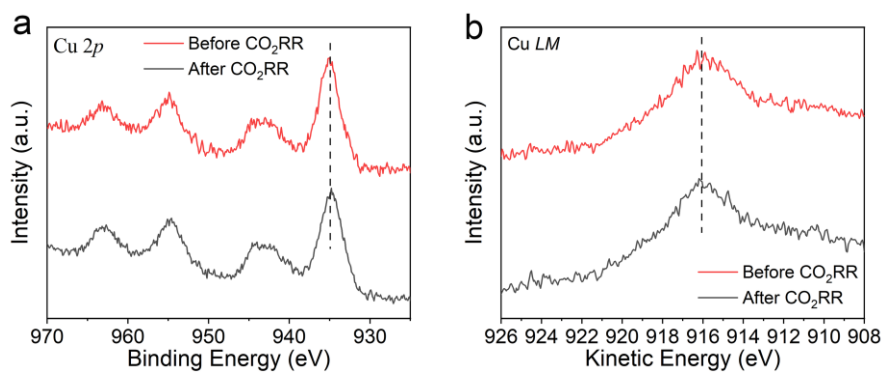 a
Cu 2p
Before CO₂RR
After CO₂RR
Intensity (a.u.)
970 960 950 940 930
Binding Energy (eV)
b
Cu LM
Intensity (a.u.)
Before CO₂RR
After CO₂RR
926 924 922 920 918 916 914 912 910 908
Kinetic Energy (eV)